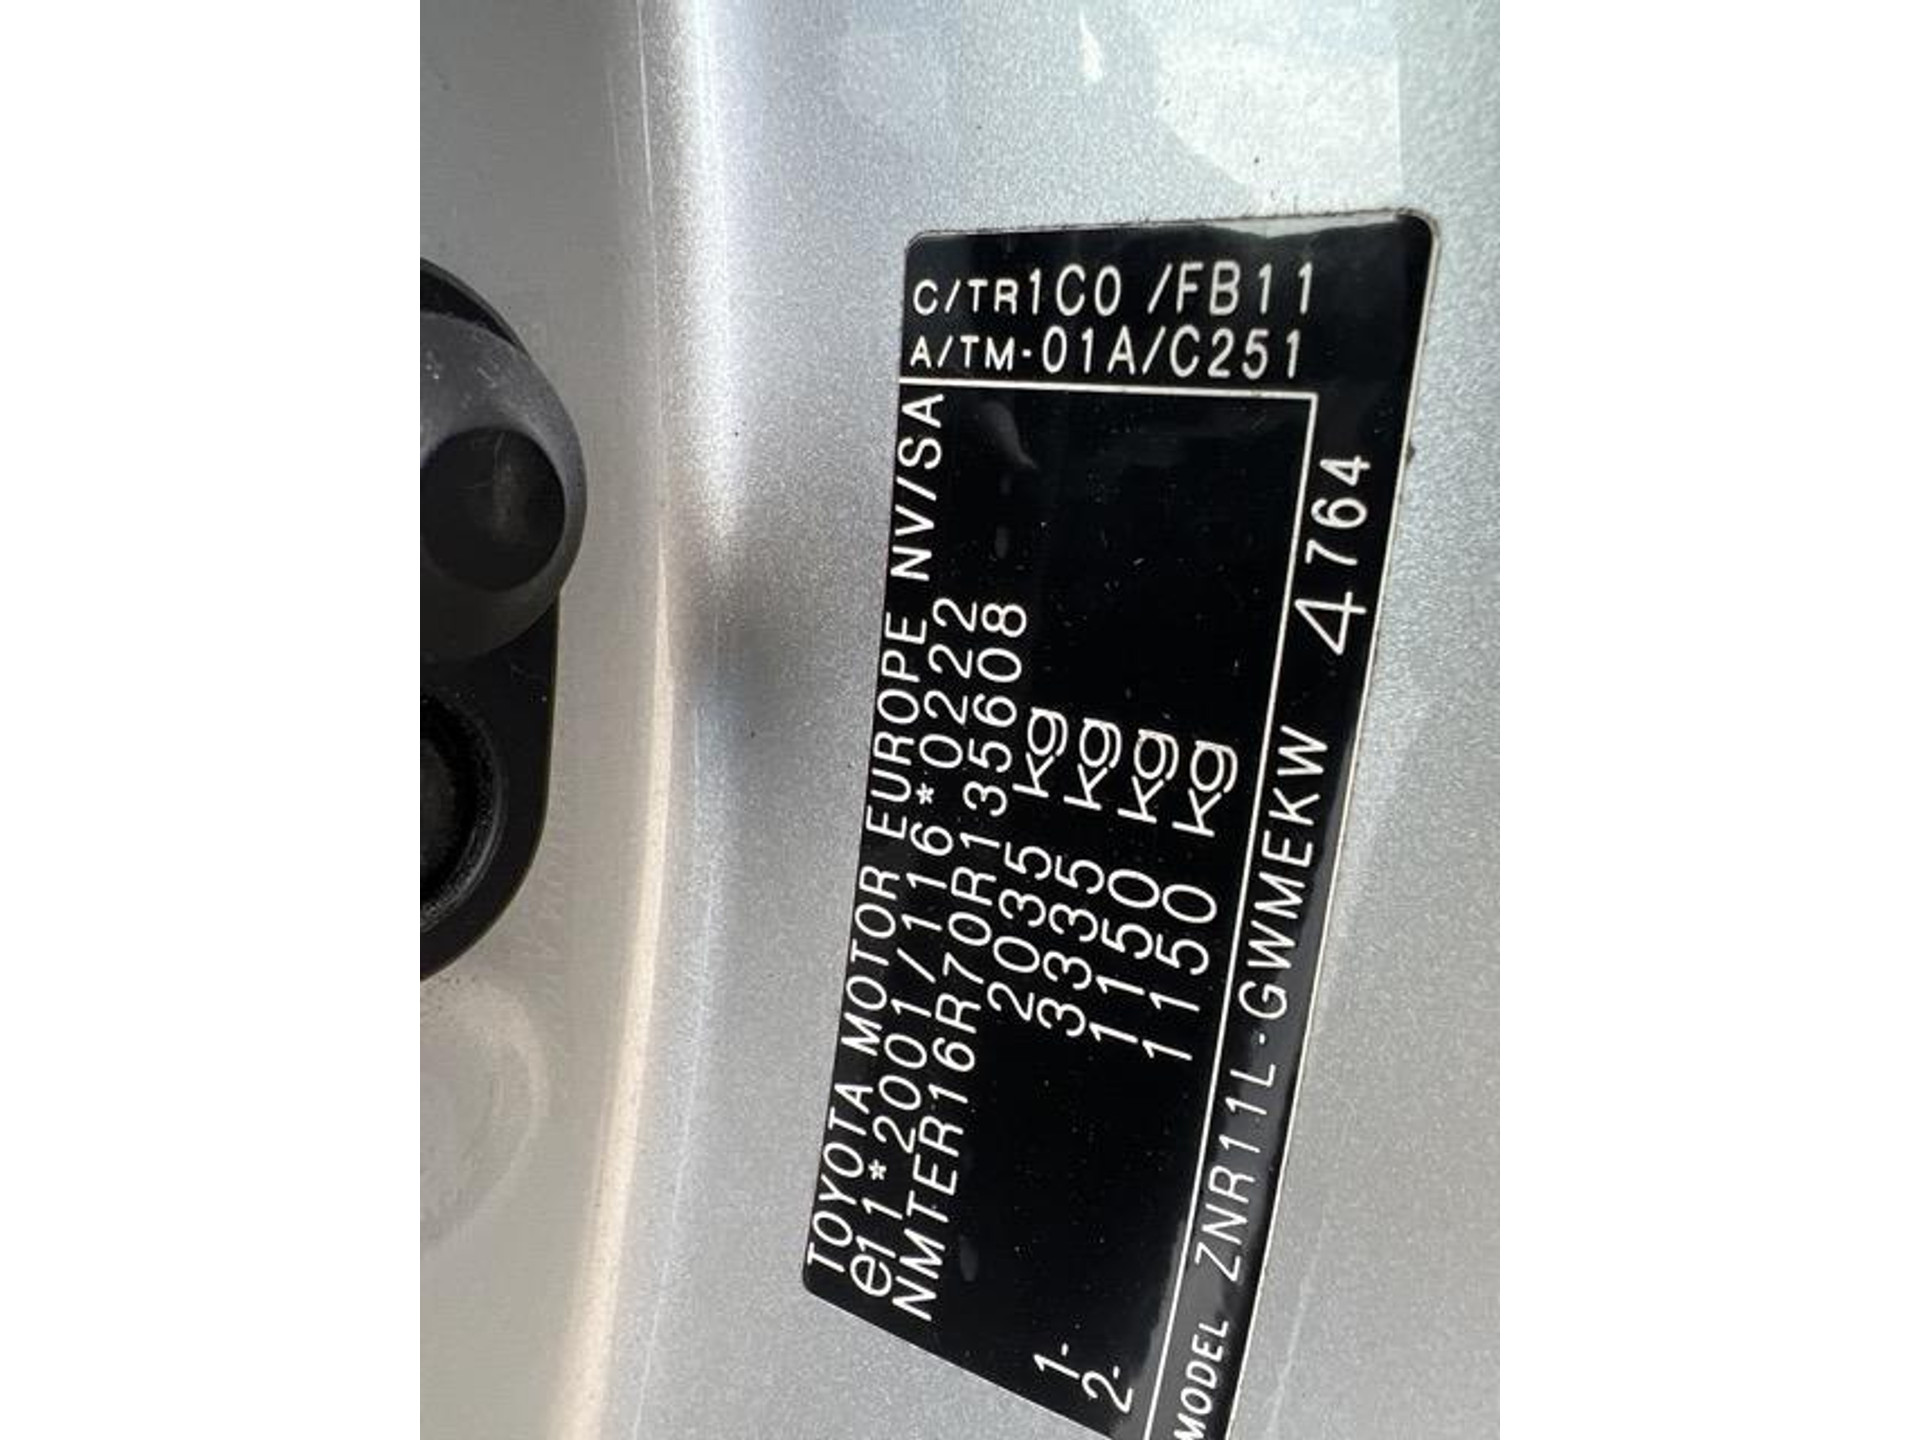 TOYOTA MOTOR EUROPE NV/SA
e11*2001/116*0222
NMTER16R70R135608
2035 kg
3335 kg
1- 1150 kg
2- 1150 kg
C/TR1C0 /FB11
A/TM-01A/C251
MODEL ZNR11L-GWMEKW 4764